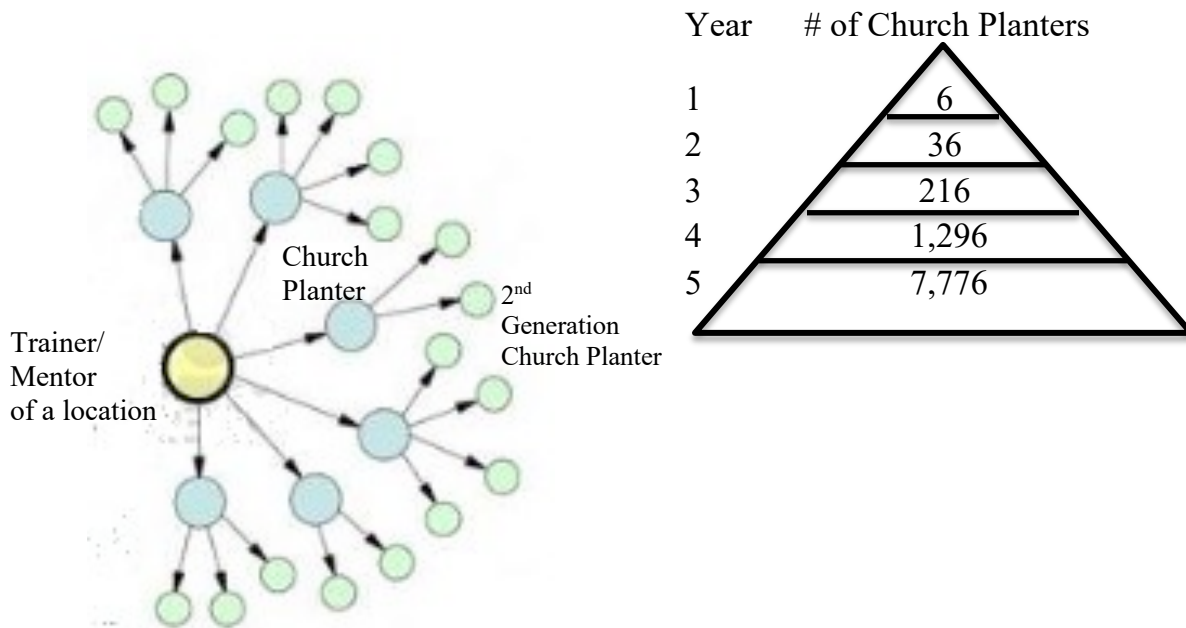 Year # of Church Planters
1 6
2 36
3 216
4 1,296
5 7,776
Church
Planter
2nd
Generation
Church Planter
Trainer/
Mentor
of a location